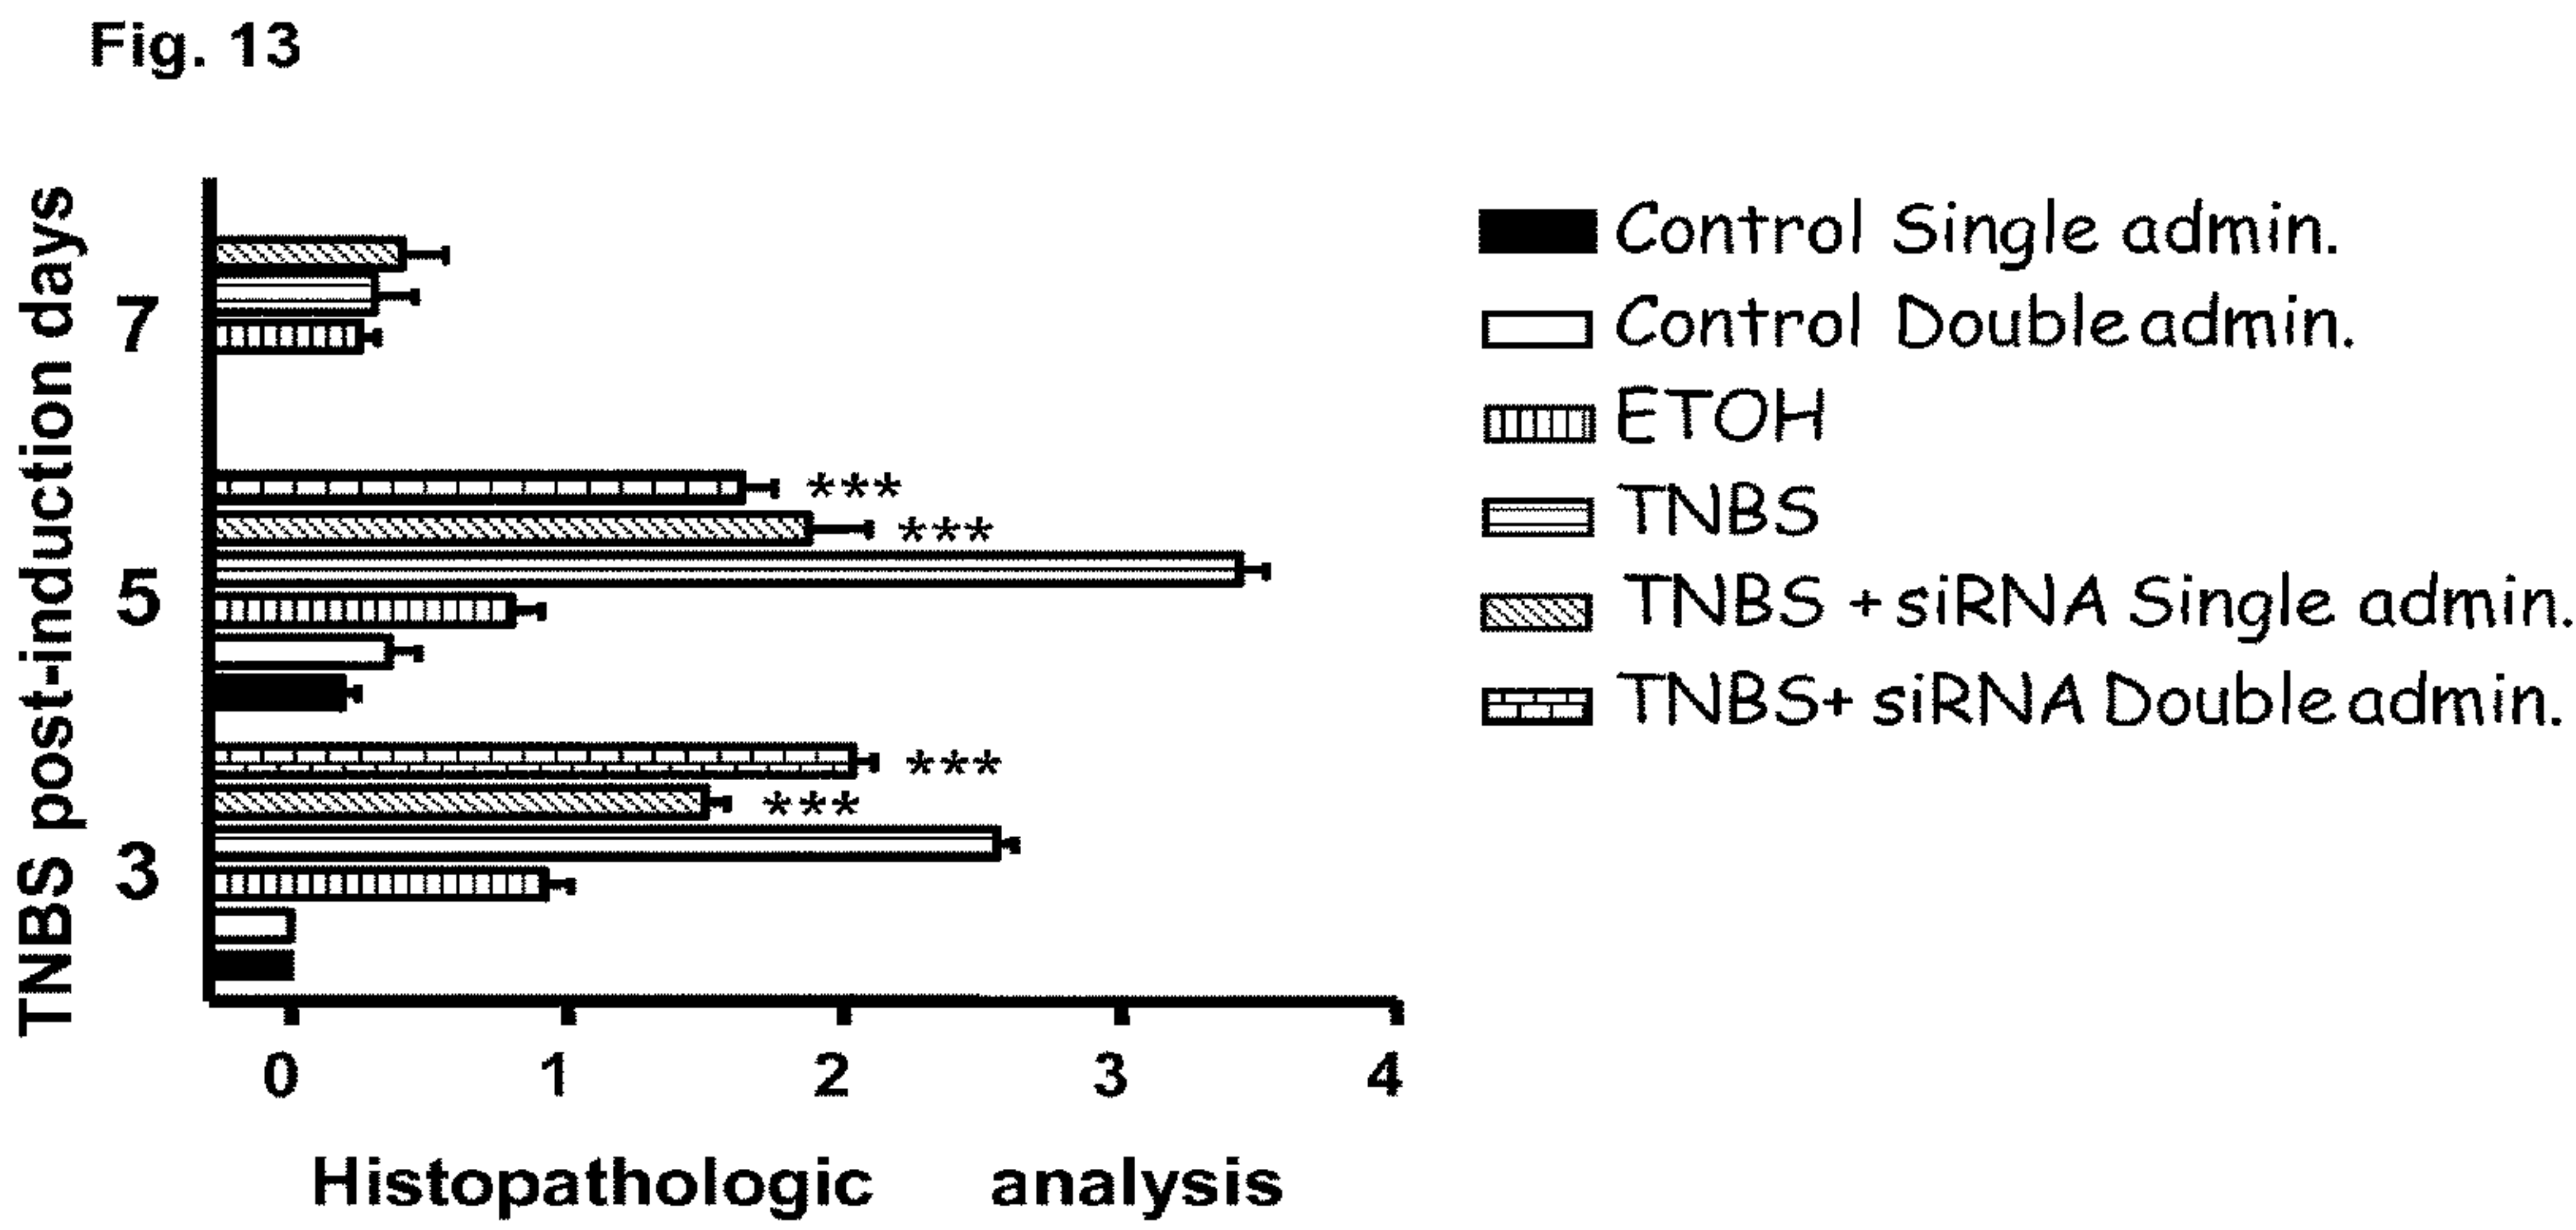 Fig. 13
TNBS post-induction days
7
5
3
***
***
***
***
0 1 2 3 4
Histopathologic analysis
Control Single admin.
Control Double admin.
ETOH
TNBS
TNBS + siRNA Single admin.
TNBS+ siRNA Double admin.